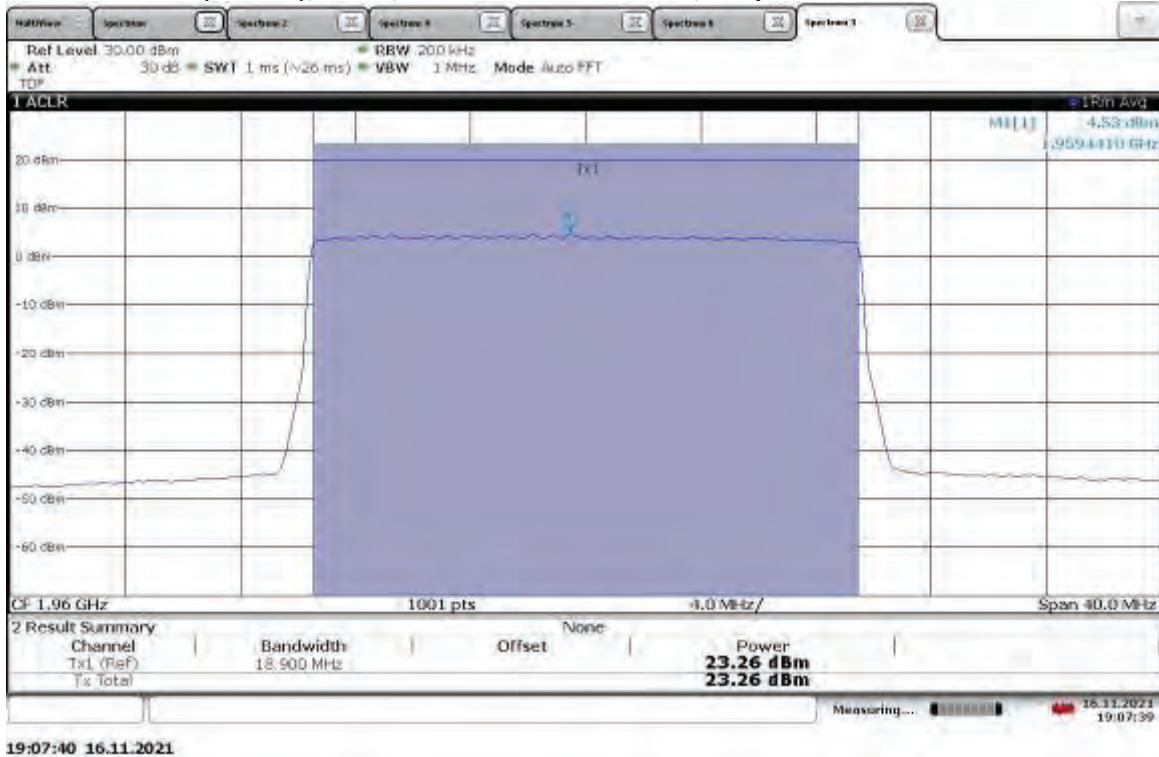 MultiView Spectrum Spectrum 2 Spectrum 4 Spectrum 5 Spectrum 6 Spectrum 3
Ref Level 30.00 dBm RBW 200 kHz
Att 30 dB SWT 1 ms (~26 ms) VBW 1 MHz Mode Auto FFT
TDF
1 ACLR 1Rm Avg
M1[1] 4.53 dBm
1.9594410 GHz
20 dBm
Tx1
10 dBm
0 dBm
-10 dBm
-20 dBm
-30 dBm
-40 dBm
-50 dBm
-60 dBm
CF 1.96 GHz 1001 pts 4.0 MHz/ Span 40.0 MHz
2 Result Summary None
Channel Bandwidth Offset Power
Tx1 (Ref) 18.900 MHz 23.26 dBm
Tx Total 23.26 dBm
Measuring... 16.11.2021
19:07:39
19:07:40 16.11.2021